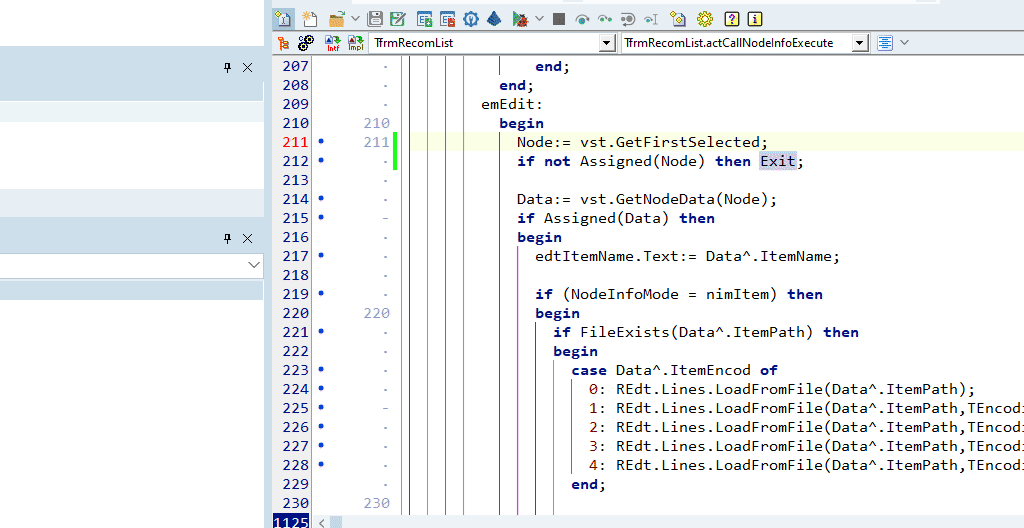 Intf Impl TfrmRecomList TfrmRecomList.actCallNodeInfoExecute
207 end;
208 end;
209 emEdit:
210 210 begin
211 211 Node:= vst.GetFirstSelected;
212 if not Assigned(Node) then Exit;
213
214 Data:= vst.GetNodeData(Node);
215 if Assigned(Data) then
216 begin
217 edtItemName.Text:= Data^.ItemName;
218
219 if (NodeInfoMode = nimItem) then
220 220 begin
221 if FileExists(Data^.ItemPath) then
222 begin
223 case Data^.ItemEncod of
224 0: REdt.Lines.LoadFromFile(Data^.ItemPath);
225 1: REdt.Lines.LoadFromFile(Data^.ItemPath,TEncodi
226 2: REdt.Lines.LoadFromFile(Data^.ItemPath,TEncodi
227 3: REdt.Lines.LoadFromFile(Data^.ItemPath,TEncodi
228 4: REdt.Lines.LoadFromFile(Data^.ItemPath,TEncodi
229 end;
230 230
1125